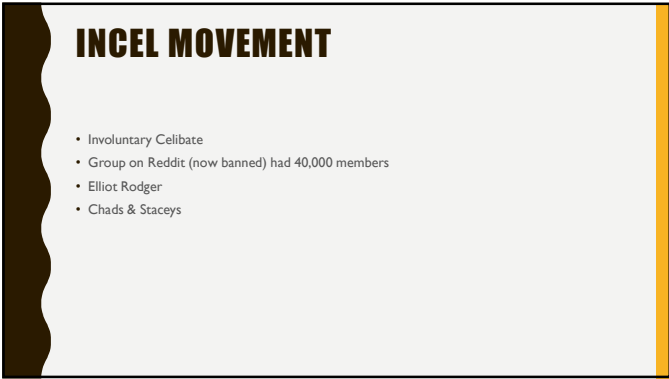 INCEL MOVEMENT
• Involuntary Celibate
• Group on Reddit (now banned) had 40,000 members
• Elliot Rodger
• Chads & Staceys